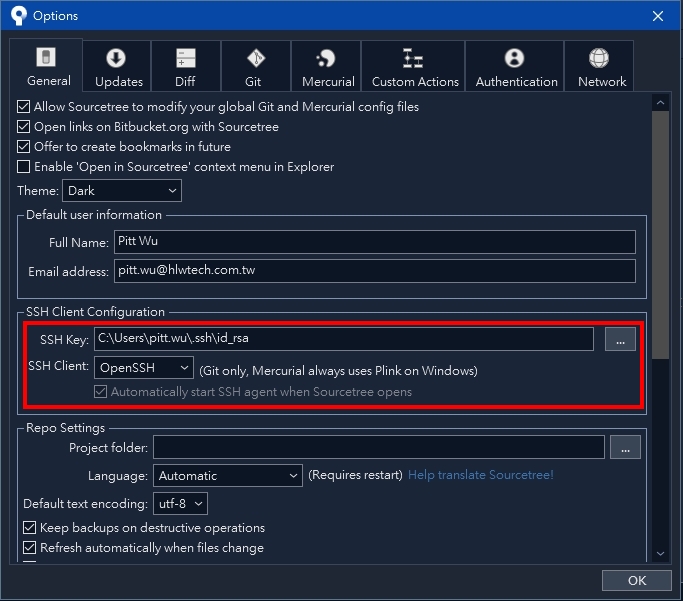 Options
General
Updates
Diff
Git
Mercurial
Custom Actions
Authentication
Network
Allow Sourcetree to modify your global Git and Mercurial config files
Open links on Bitbucket.org with Sourcetree
Offer to create bookmarks in future
Enable 'Open in Sourcetree' context menu in Explorer
Theme: Dark
Default user information
Full Name: Pitt Wu
Email address: pitt.wu@hlwtech.com.tw
SSH Client Configuration
SSH Key: C:\Users\pitt.wu\.ssh\id_rsa ...
SSH Client: OpenSSH (Git only, Mercurial always uses Plink on Windows)
Automatically start SSH agent when Sourcetree opens
Repo Settings
Project folder: ...
Language: Automatic (Requires restart) Help translate Sourcetree!
Default text encoding: utf-8
Keep backups on destructive operations
Refresh automatically when files change
OK